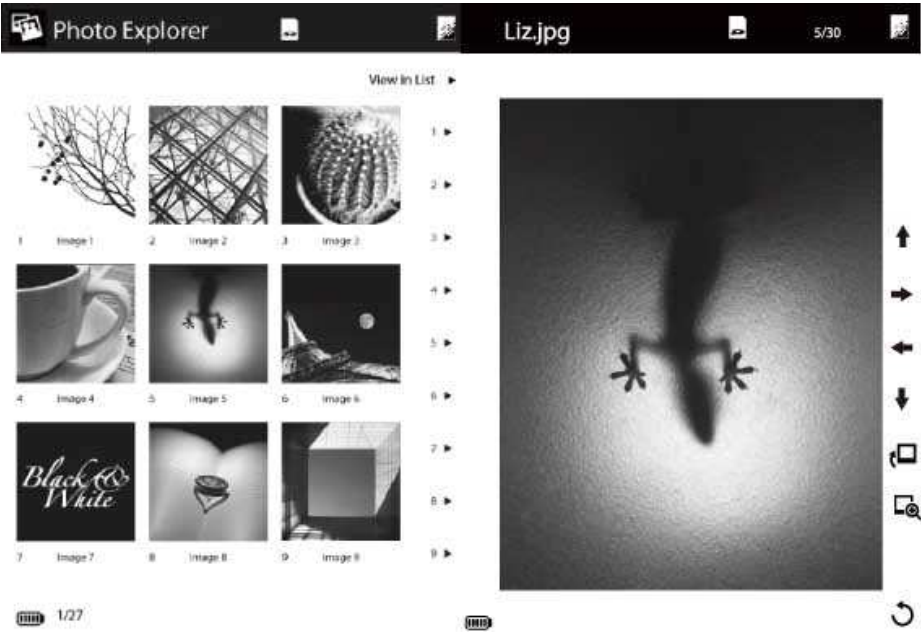 Photo Explorer
View in List
1
2
3
4
5
6
7
8
9
1 Image 1
2 Image 2
3 Image 3
4 Image 4
5 Image 5
6 Image 6
Black & White
7 Image 7
8 Image 8
9 Image 9
1/27
Liz.jpg
5/30